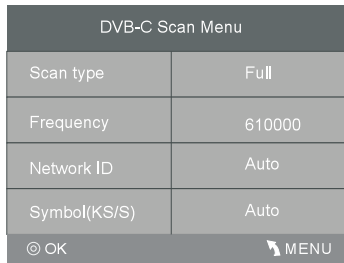 DVB-C Scan Menu
Scan type Full
Frequency 610000
Network ID Auto
Symbol(KS/S) Auto
OK MENU